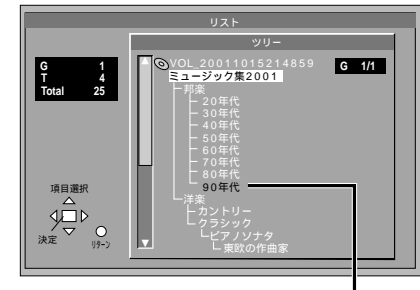 リスト
ツリー
G 1
T 4
Total 25
VOL_20011015214859
G 1/1
ミュージック集2001
邦楽
20年代
30年代
40年代
50年代
60年代
70年代
80年代
90年代
洋楽
カントリー
クラシック
ピアノソナタ
東欧の作曲家
項目選択
決定
リターン